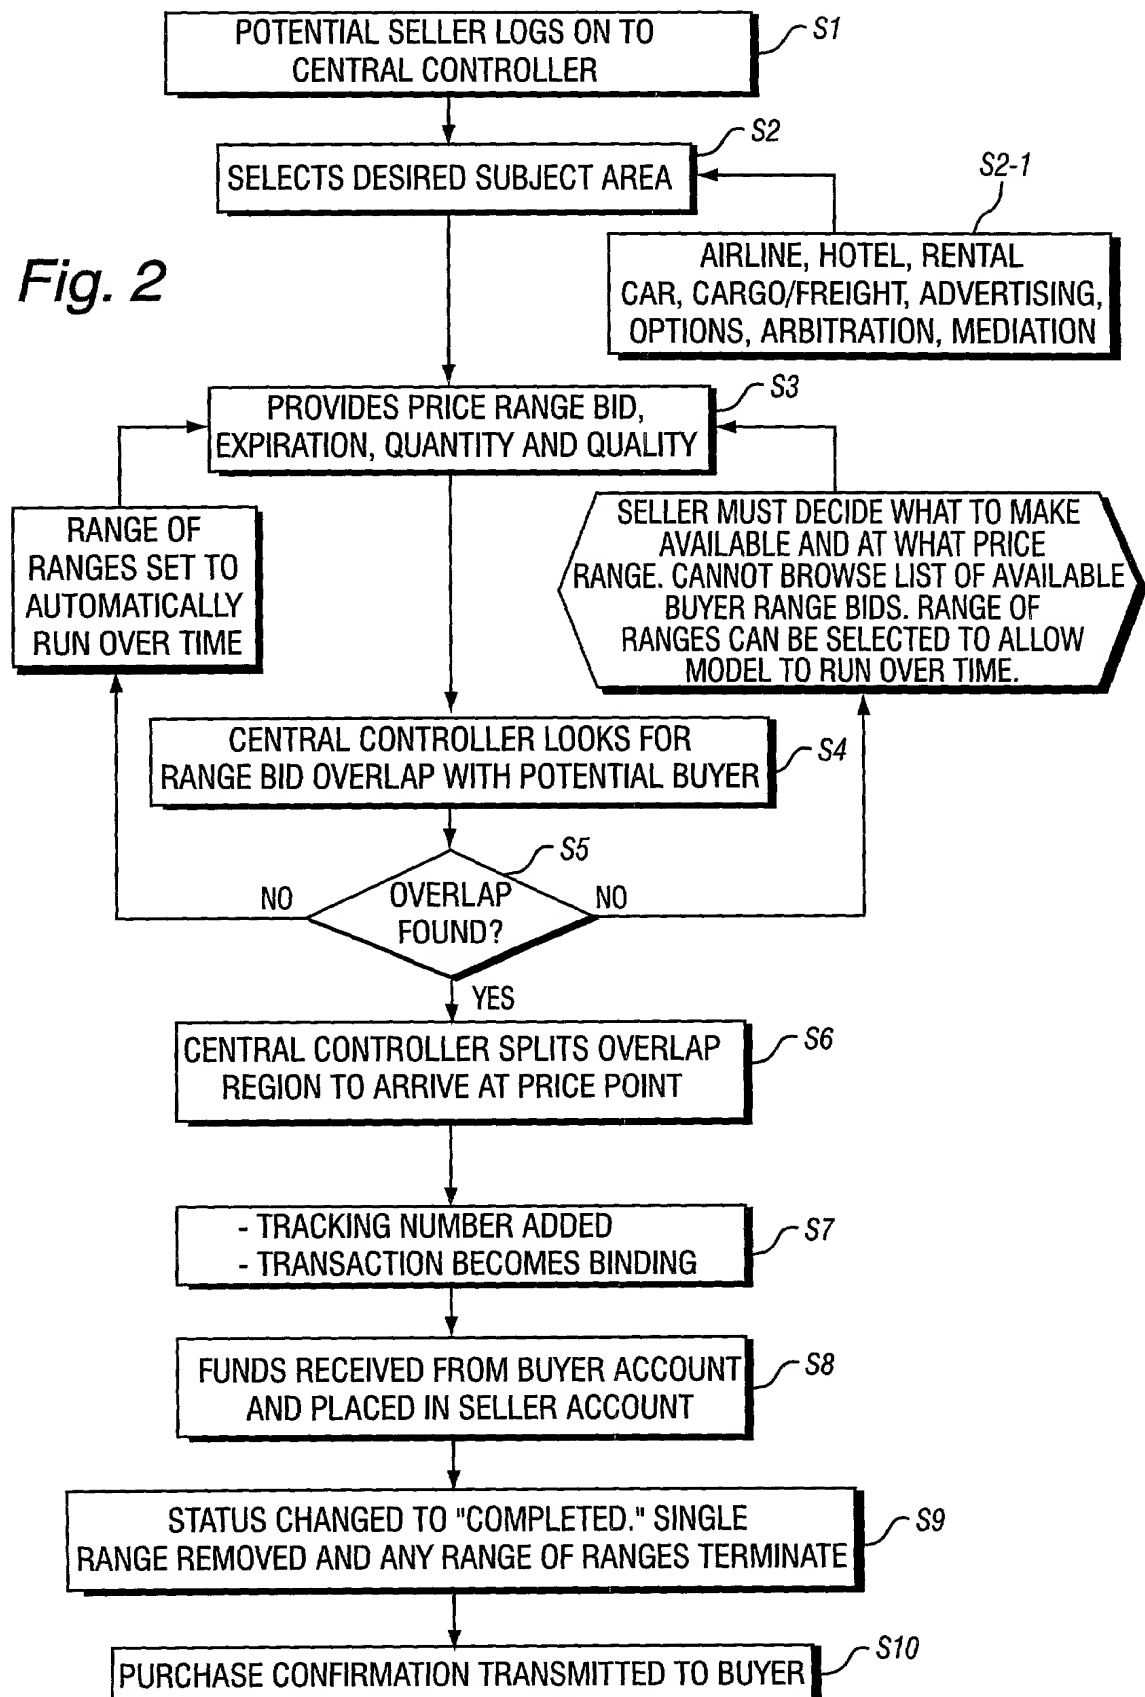 POTENTIAL SELLER LOGS ON TO
CENTRAL CONTROLLER
S1
SELECTS DESIRED SUBJECT AREA
S2
S2-1
AIRLINE, HOTEL, RENTAL
CAR, CARGO/FREIGHT, ADVERTISING,
OPTIONS, ARBITRATION, MEDIATION
Fig. 2
PROVIDES PRICE RANGE BID,
EXPIRATION, QUANTITY AND QUALITY
S3
RANGE OF
RANGES SET TO
AUTOMATICALLY
RUN OVER TIME
SELLER MUST DECIDE WHAT TO MAKE
AVAILABLE AND AT WHAT PRICE
RANGE. CANNOT BROWSE LIST OF AVAILABLE
BUYER RANGE BIDS. RANGE OF
RANGES CAN BE SELECTED TO ALLOW
MODEL TO RUN OVER TIME.
CENTRAL CONTROLLER LOOKS FOR
RANGE BID OVERLAP WITH POTENTIAL BUYER
S4
S5
NO
OVERLAP
FOUND?
NO
YES
CENTRAL CONTROLLER SPLITS OVERLAP
REGION TO ARRIVE AT PRICE POINT
S6
- TRACKING NUMBER ADDED
- TRANSACTION BECOMES BINDING
S7
FUNDS RECEIVED FROM BUYER ACCOUNT
AND PLACED IN SELLER ACCOUNT
S8
STATUS CHANGED TO "COMPLETED." SINGLE
RANGE REMOVED AND ANY RANGE OF RANGES TERMINATE
S9
PURCHASE CONFIRMATION TRANSMITTED TO BUYER
S10